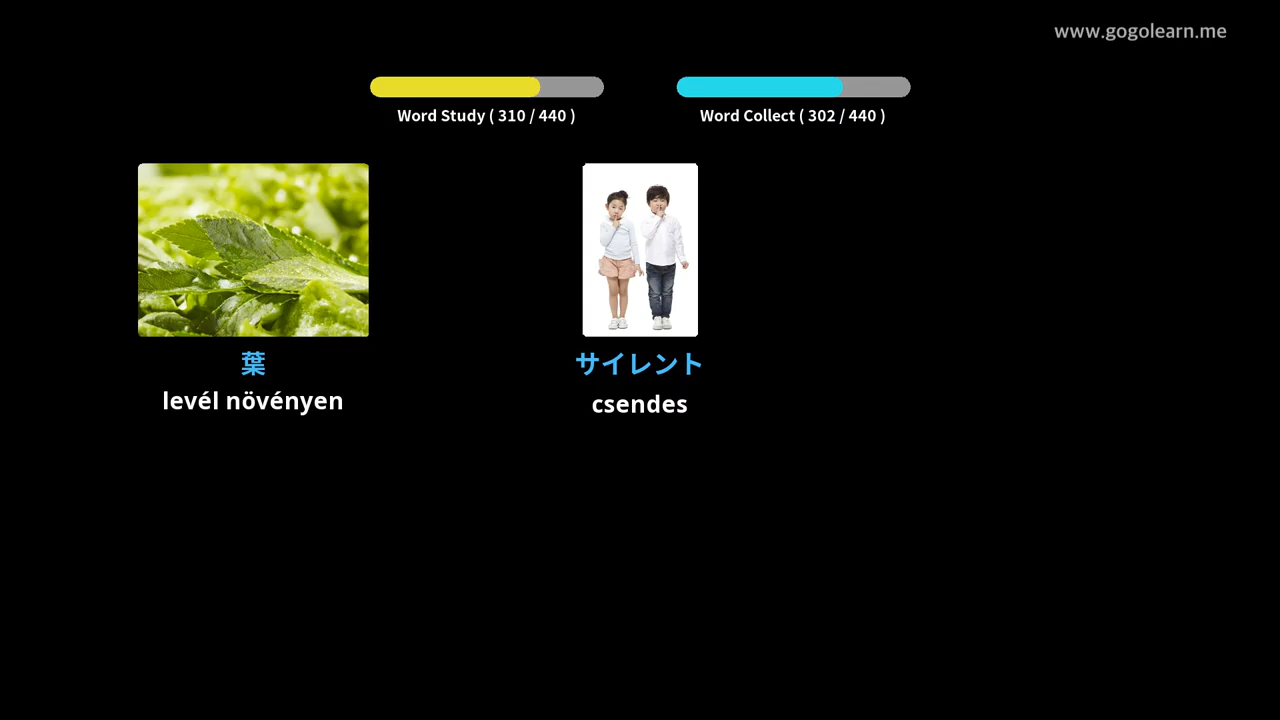 www.gogolearn.me
Word Study ( 310 / 440 )
Word Collect ( 302 / 440 )
葉
levél növényen
サイレント
csendes